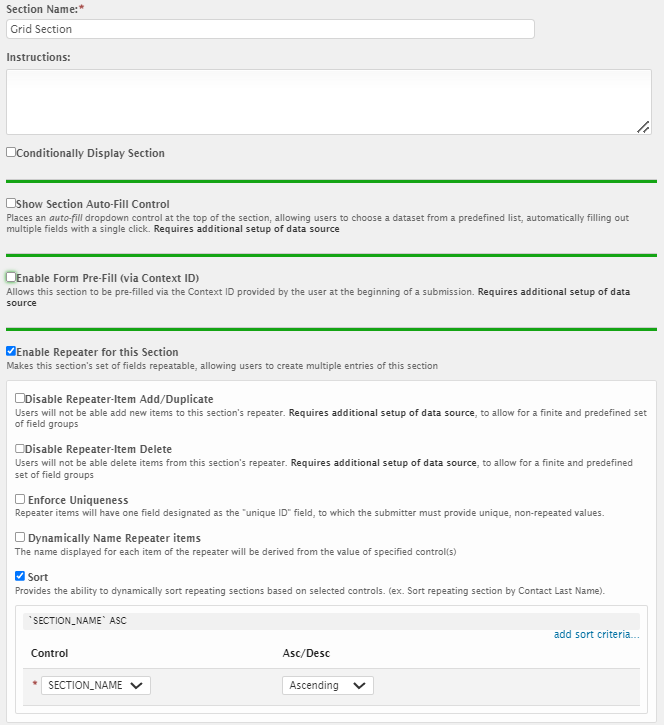 Section Name:*
Grid Section
Instructions:
Conditionally Display Section
Show Section Auto-Fill Control
Places an auto-fill dropdown control at the top of the section, allowing users to choose a dataset from a predefined list, automatically filling out
multiple fields with a single click. Requires additional setup of data source
Enable Form Pre-Fill (via Context ID)
Allows this section to be pre-filled via the Context ID provided by the user at the beginning of a submission. Requires additional setup of data
source
Enable Repeater for this Section
Makes this section's set of fields repeatable, allowing users to create multiple entries of this section
Disable Repeater-Item Add/Duplicate
Users will not be able add new items to this section's repeater. Requires additional setup of data source, to allow for a finite and predefined set
of field groups
Disable Repeater-Item Delete
Users will not be able delete items from this section's repeater. Requires additional setup of data source, to allow for a finite and predefined
set of field groups
Enforce Uniqueness
Repeater items will have one field designated as the "unique ID" field, to which the submitter must provide unique, non-repeated values.
Dynamically Name Repeater items
The name displayed for each item of the repeater will be derived from the value of specified control(s)
Sort
Provides the ability to dynamically sort repeating sections based on selected controls. (ex. Sort repeating section by Contact Last Name).
`SECTION_NAME` ASC
add sort criteria...
Control Asc/Desc
* SECTION_NAME Ascending